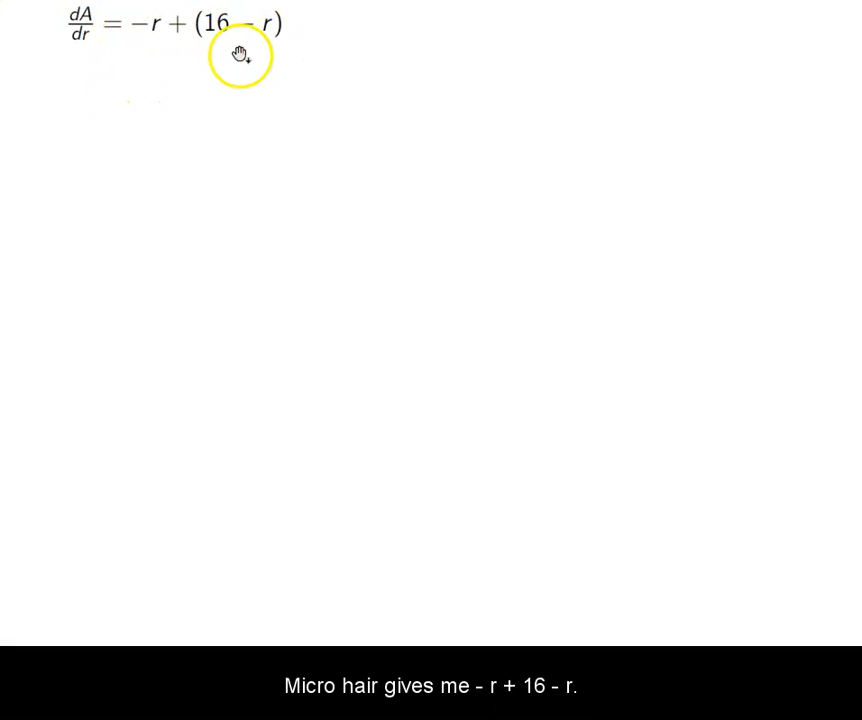 dA/dr = −r + (16 − r)
Micro hair gives me - r + 16 - r.